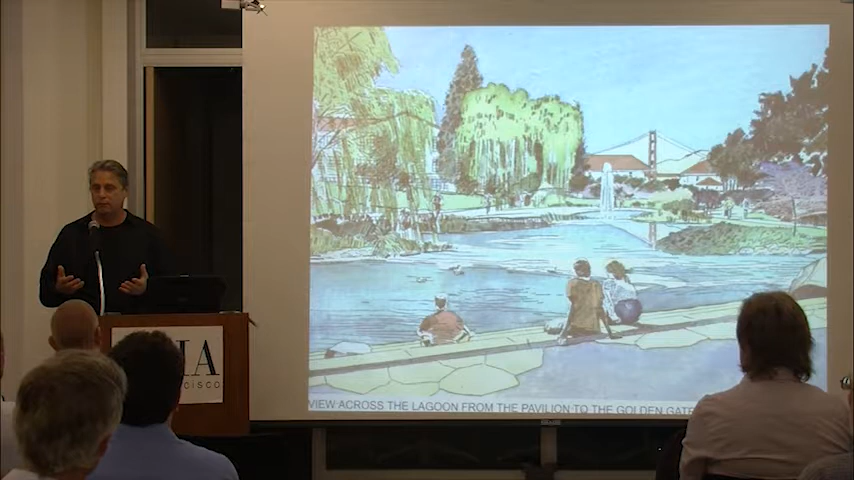 IA
CISCO
VIEW ACROSS THE LAGOON FROM THE PAVILION TO THE GOLDEN GATE